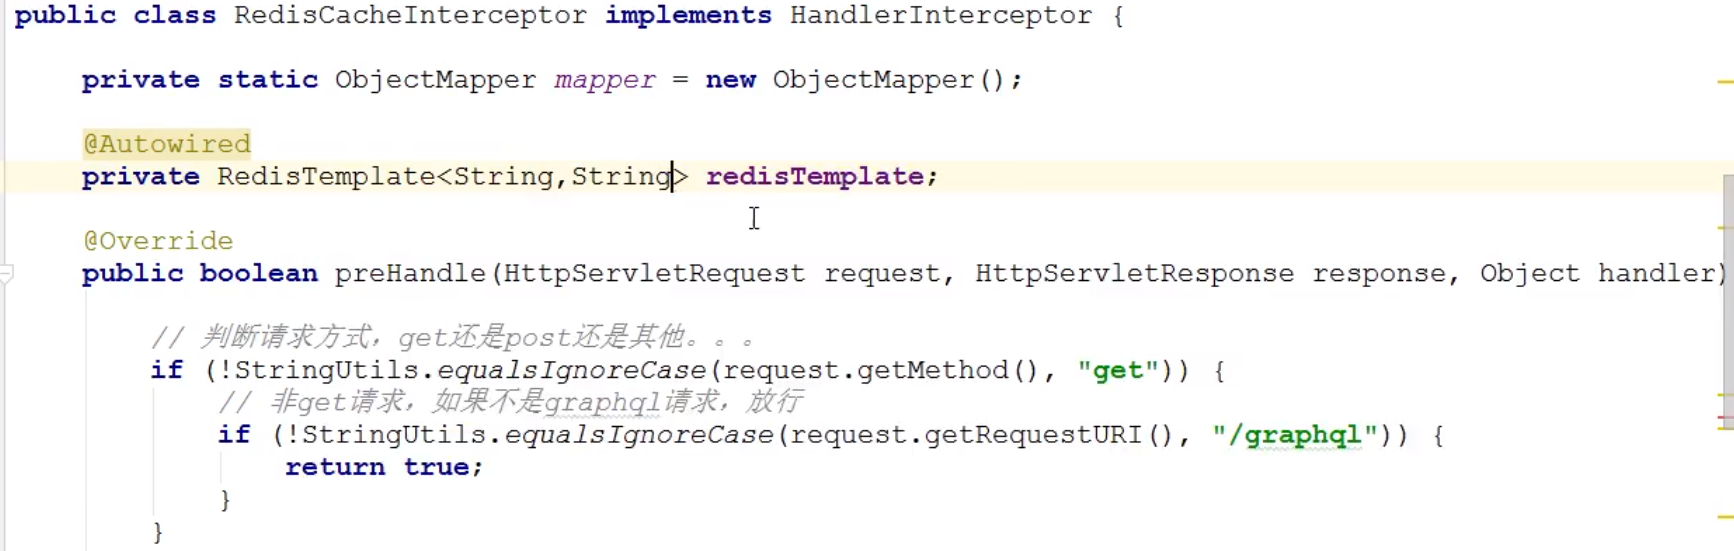 public class RedisCacheInterceptor implements HandlerInterceptor {
private static ObjectMapper mapper = new ObjectMapper();
@Autowired
private RedisTemplate<String,String> redisTemplate;
@Override
public boolean preHandle(HttpServletRequest request, HttpServletResponse response, Object handler)
// 判断请求方式，get还是post还是其他。。。
if (!StringUtils.equalsIgnoreCase(request.getMethod(), "get")) {
// 非get请求，如果不是graphql请求，放行
if (!StringUtils.equalsIgnoreCase(request.getRequestURI(), "/graphql")) {
return true;
}
}